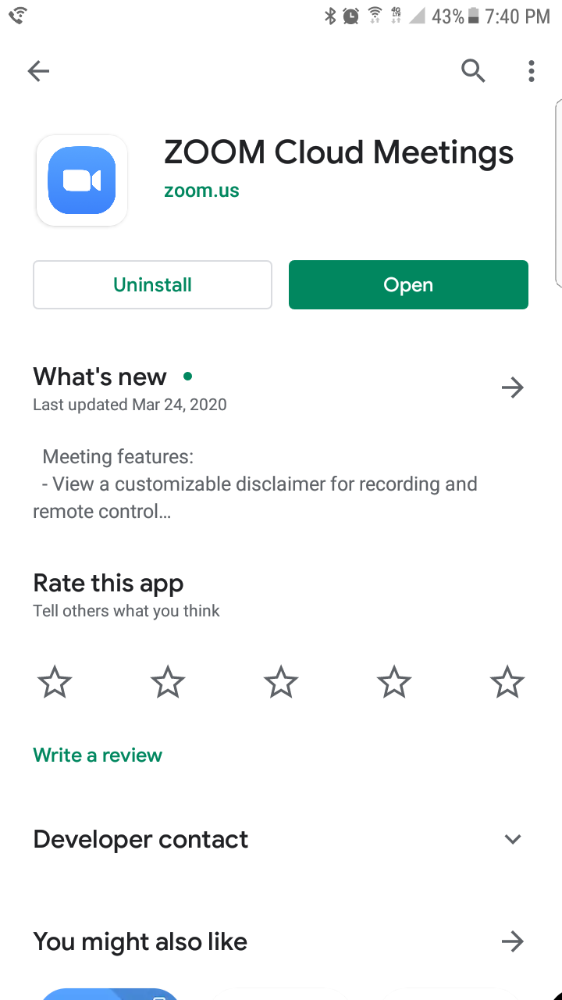 4G
LTE
43%
7:40 PM
ZOOM Cloud Meetings
zoom.us
Uninstall
Open
What's new
Last updated Mar 24, 2020
Meeting features:
- View a customizable disclaimer for recording and
remote control…
Rate this app
Tell others what you think
Write a review
Developer contact
You might also like